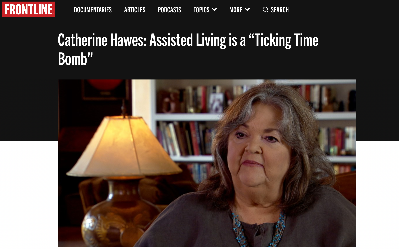 FRONTLINE
DOCUMENTARIES ARTICLES PODCASTS TOPICS MORE SEARCH
Catherine Hawes: Assisted Living is a “Ticking Time
Bomb”